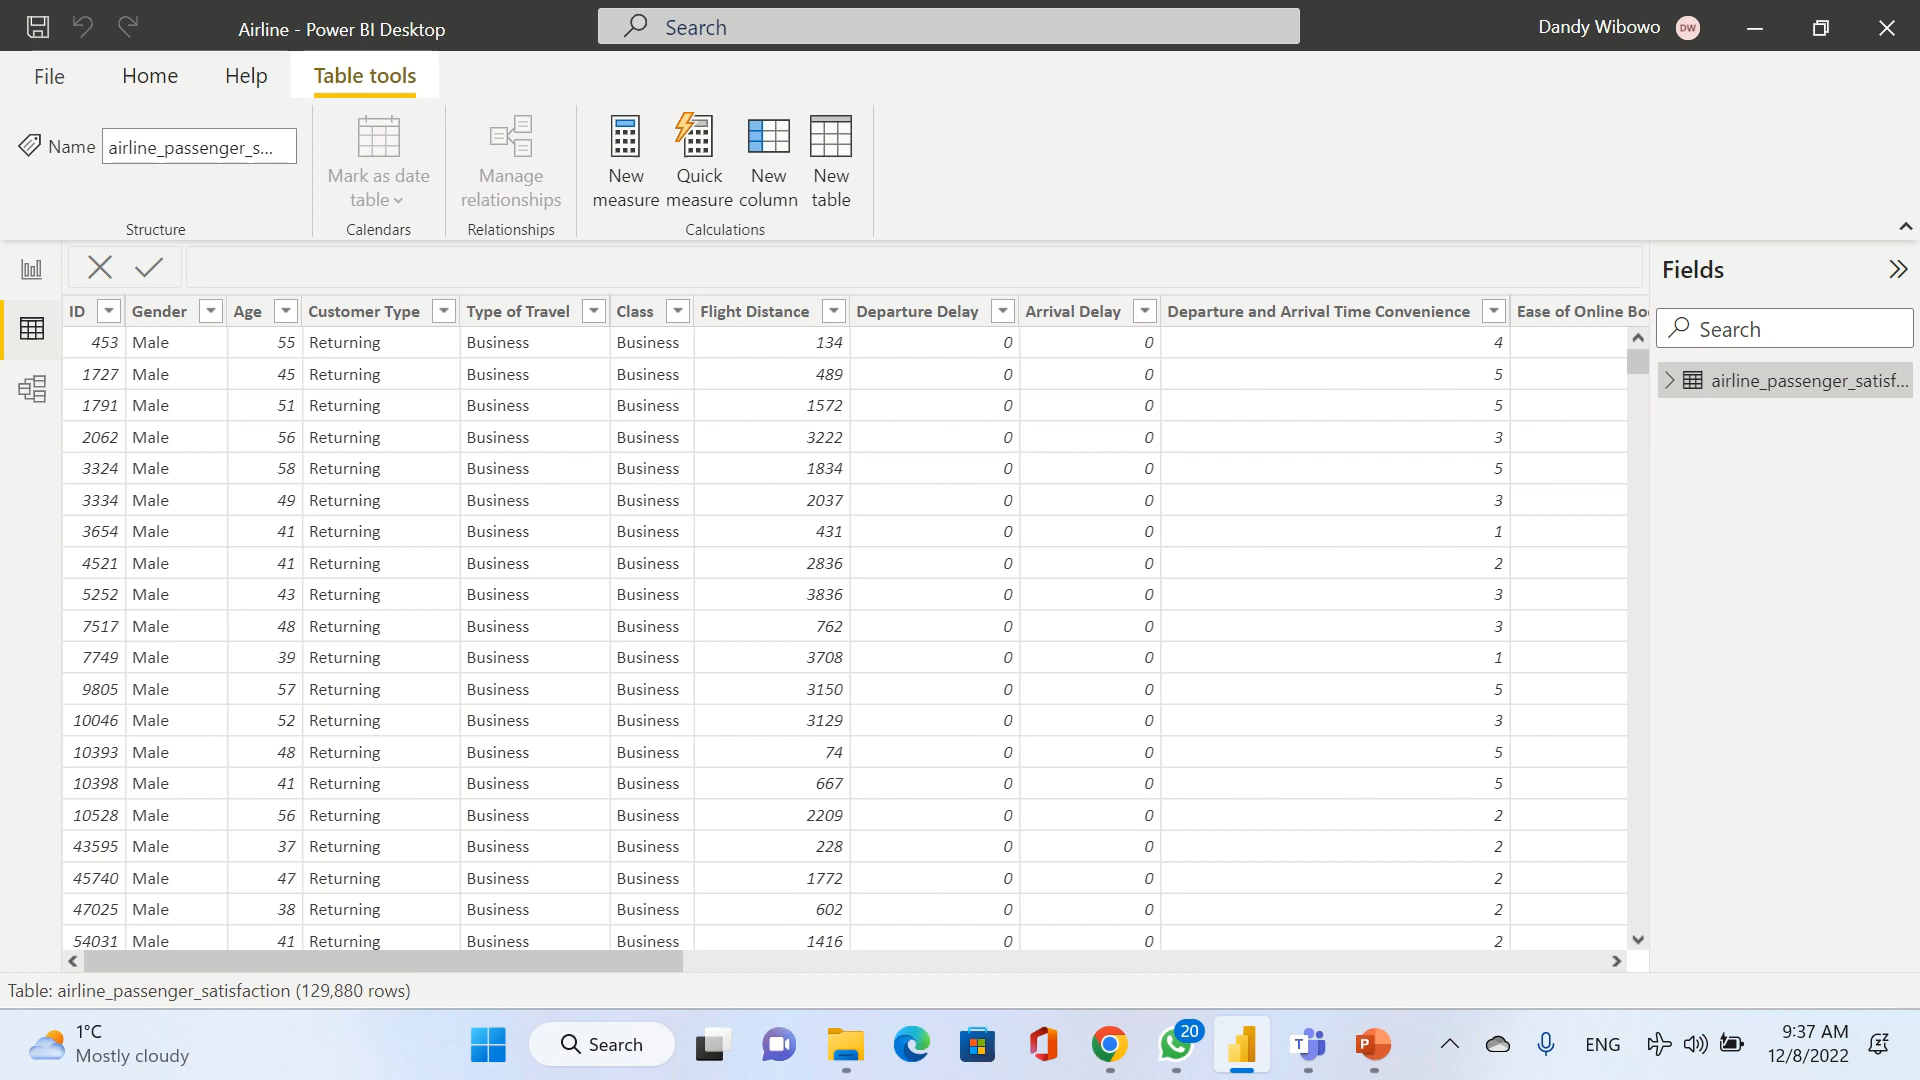 Airline - Power BI Desktop
Search
Dandy Wibowo
DW
File Home Help Table tools
Name airline_passenger_s...
Mark as date table
Manage relationships
New measure
Quick measure
New column
New table
Structure Calendars Relationships Calculations
Fields
Search
airline_passenger_satisf...
ID Gender Age Customer Type Type of Travel Class Flight Distance Departure Delay Arrival Delay Departure and Arrival Time Convenience Ease of Online Bo
453 Male 55 Returning Business Business 134 0 0 4
1727 Male 45 Returning Business Business 489 0 0 5
1791 Male 51 Returning Business Business 1572 0 0 5
2062 Male 56 Returning Business Business 3222 0 0 3
3324 Male 58 Returning Business Business 1834 0 0 5
3334 Male 49 Returning Business Business 2037 0 0 3
3654 Male 41 Returning Business Business 431 0 0 1
4521 Male 41 Returning Business Business 2836 0 0 2
5252 Male 43 Returning Business Business 3836 0 0 3
7517 Male 48 Returning Business Business 762 0 0 3
7749 Male 39 Returning Business Business 3708 0 0 1
9805 Male 57 Returning Business Business 3150 0 0 5
10046 Male 52 Returning Business Business 3129 0 0 3
10393 Male 48 Returning Business Business 74 0 0 5
10398 Male 41 Returning Business Business 667 0 0 5
10528 Male 56 Returning Business Business 2209 0 0 2
43595 Male 37 Returning Business Business 228 0 0 2
45740 Male 47 Returning Business Business 1772 0 0 2
47025 Male 38 Returning Business Business 602 0 0 2
54031 Male 41 Returning Business Business 1416 0 0 2
Table: airline_passenger_satisfaction (129,880 rows)
1°C
Mostly cloudy
Search
20
T
P
ENG
9:37 AM
12/8/2022